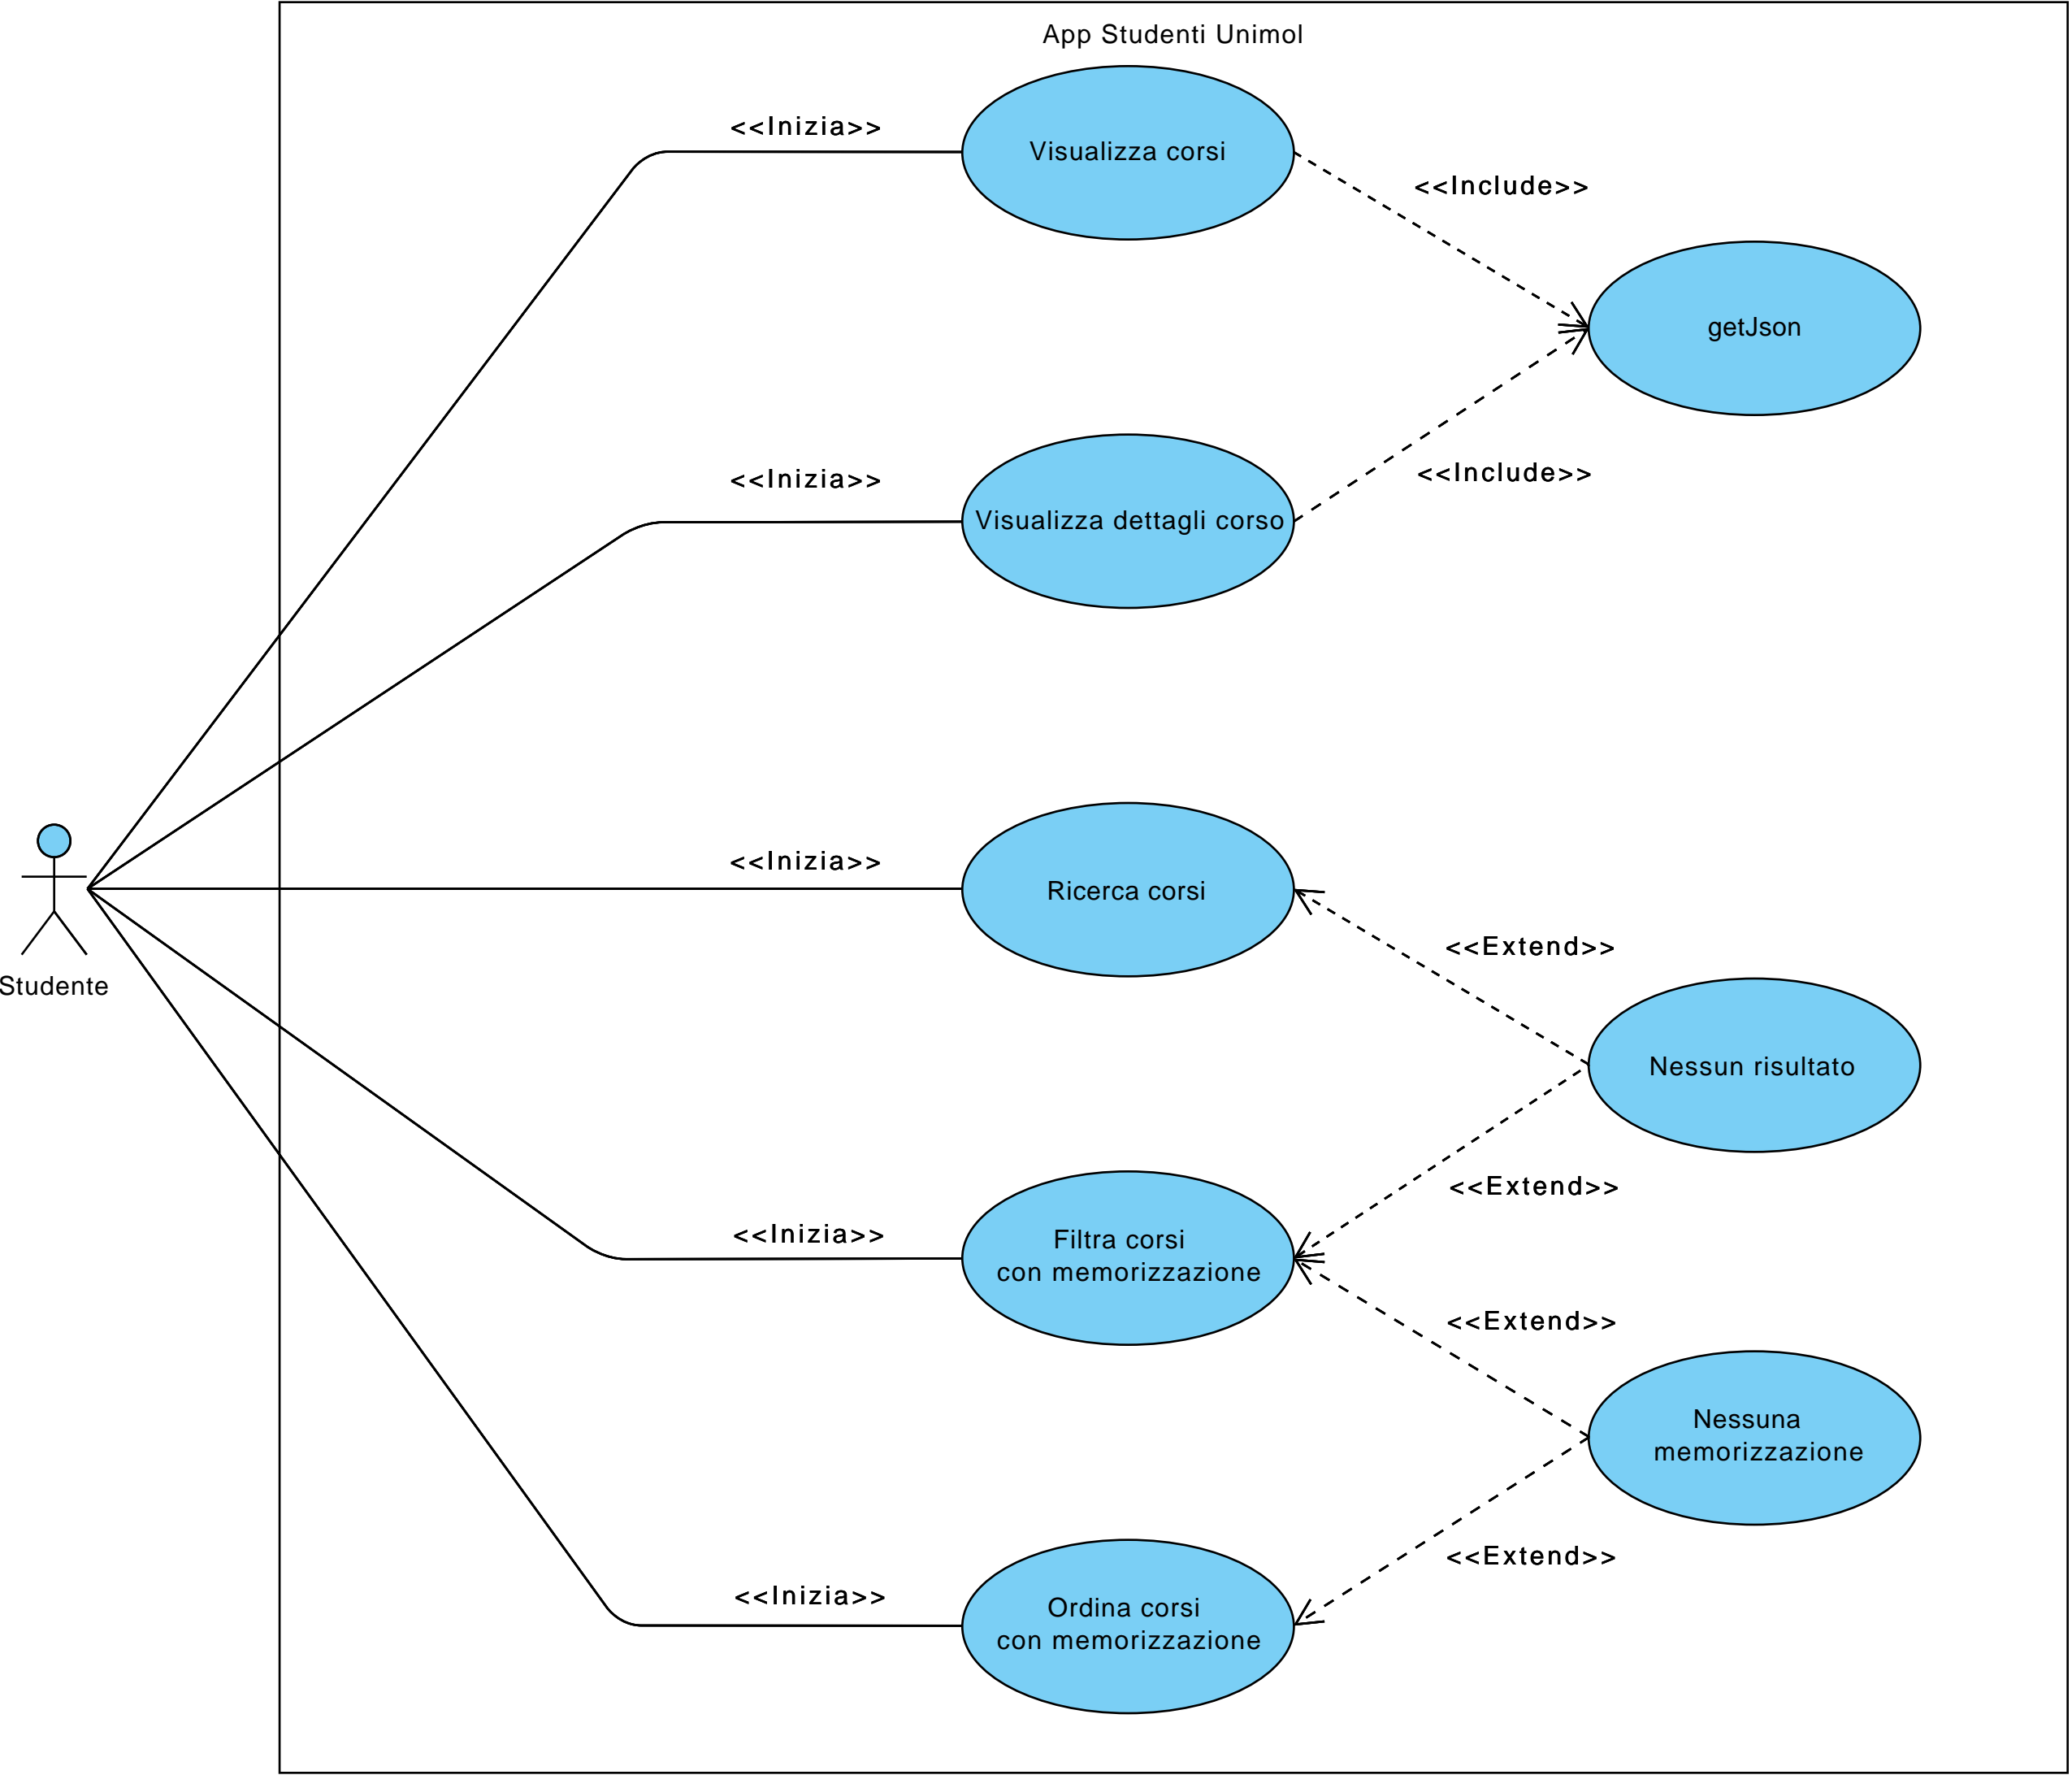 App Studenti Unimol
<<Inizia>>
Visualizza corsi
<<Include>>
getJson
<<Inizia>>
<<Include>>
Visualizza dettagli corso
<<Inizia>>
Ricerca corsi
<<Extend>>
Studente
Nessun risultato
<<Extend>>
<<Inizia>>
Filtra corsi
con memorizzazione
<<Extend>>
Nessuna
memorizzazione
<<Extend>>
<<Inizia>>
Ordina corsi
con memorizzazione